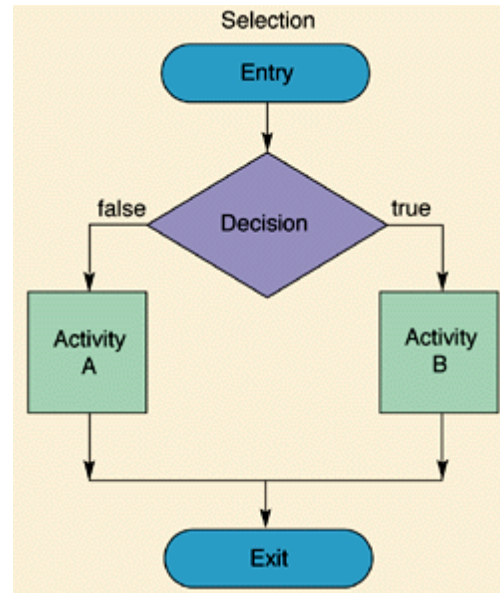 Selection
Entry
false
Decision
true
Activity
A
Activity
B
Exit